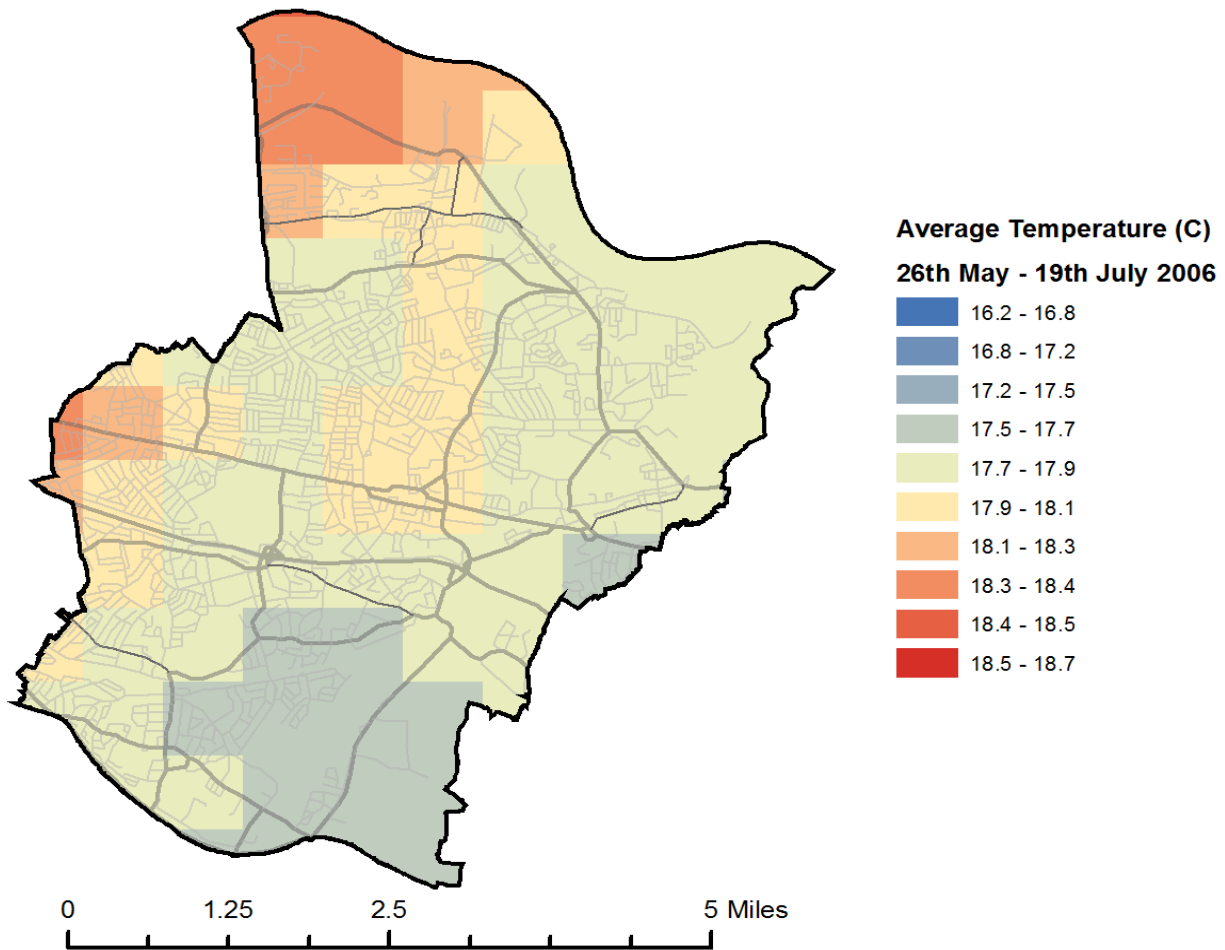 Average Temperature (C)
26th May - 19th July 2006
16.2 - 16.8
16.8 - 17.2
17.2 - 17.5
17.5 - 17.7
17.7 - 17.9
17.9 - 18.1
18.1 - 18.3
18.3 - 18.4
18.4 - 18.5
18.5 - 18.7
0 1.25 2.5 5 Miles